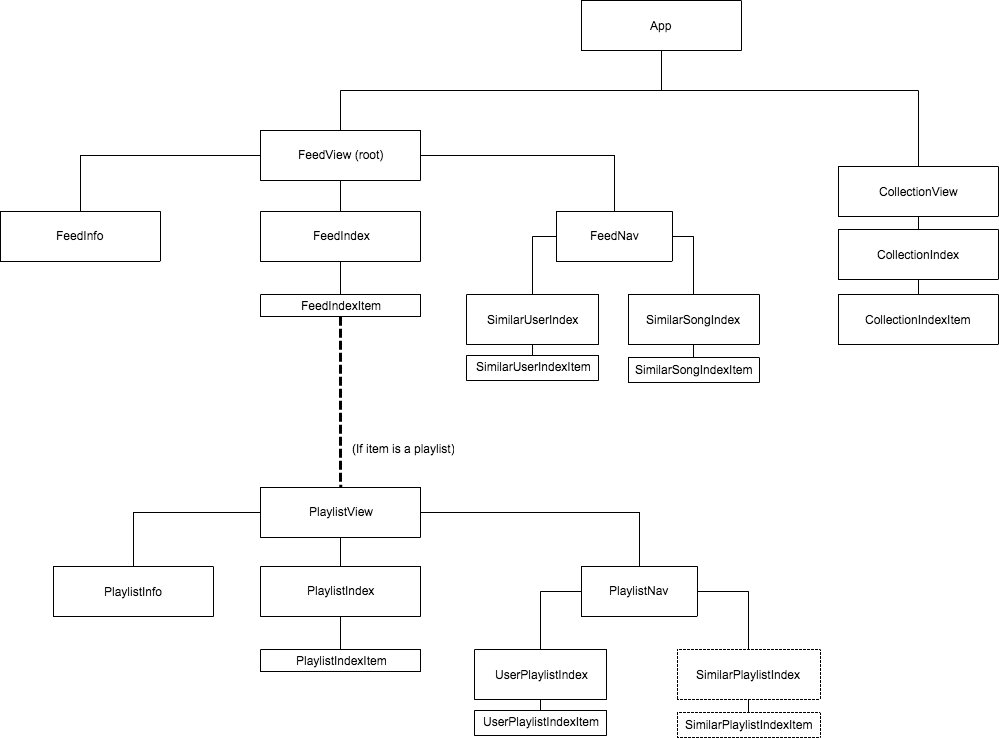 App
FeedView (root)
CollectionView
FeedInfo
FeedIndex
FeedNav
CollectionIndex
FeedIndexItem
SimilarUserIndex
SimilarSongIndex
CollectionIndexItem
SimilarUserIndexItem
SimilarSongIndexItem
(If item is a playlist)
PlaylistView
PlaylistInfo
PlaylistIndex
PlaylistNav
PlaylistIndexItem
UserPlaylistIndex
SimilarPlaylistIndex
UserPlaylistIndexItem
SimilarPlaylistIndexItem